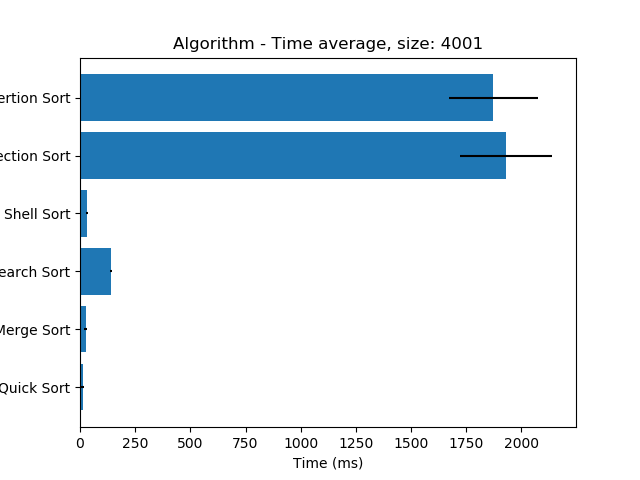 Algorithm - Time average, size: 4001
ertion Sort
ection Sort
Shell Sort
earch Sort
Merge Sort
Quick Sort
0 250 500 750 1000 1250 1500 1750 2000
Time (ms)